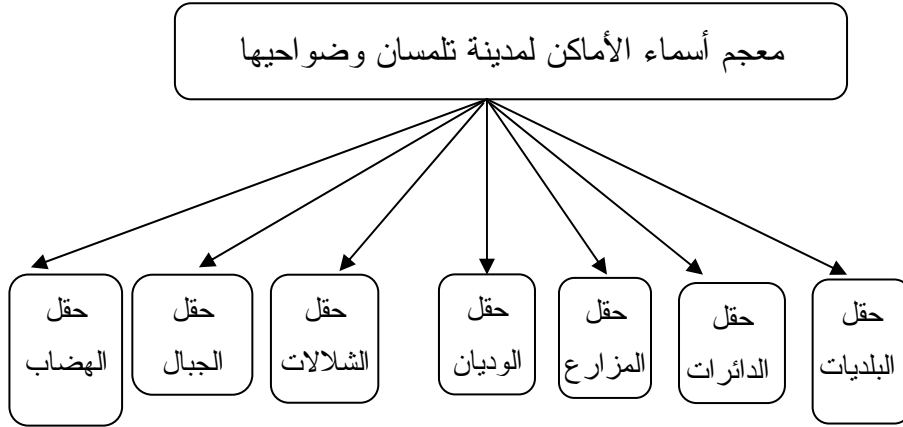 معجم أسماء الأماكن لمدينة تلمسان وضواحيها
حقل
البلديات
حقل
الدائرات
حقل
المزارع
حقل
الوديان
حقل
الشلالات
حقل
الجبال
حقل
الهضاب